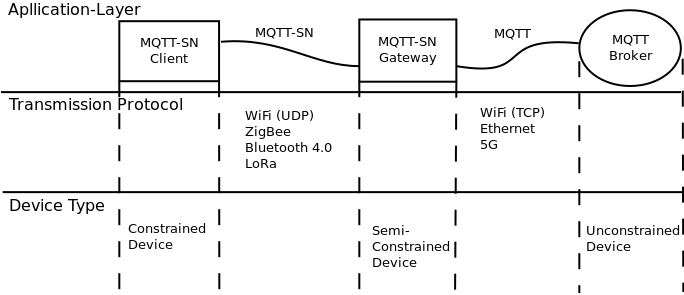 Apllication-Layer
MQTT-SN
Client
MQTT-SN
MQTT-SN
Gateway
MQTT
MQTT
Broker
Transmission Protocol
WiFi (UDP)
ZigBee
Bluetooth 4.0
LoRa
WiFi (TCP)
Ethernet
5G
Device Type
Constrained
Device
Semi-
Constrained
Device
Unconstrained
Device